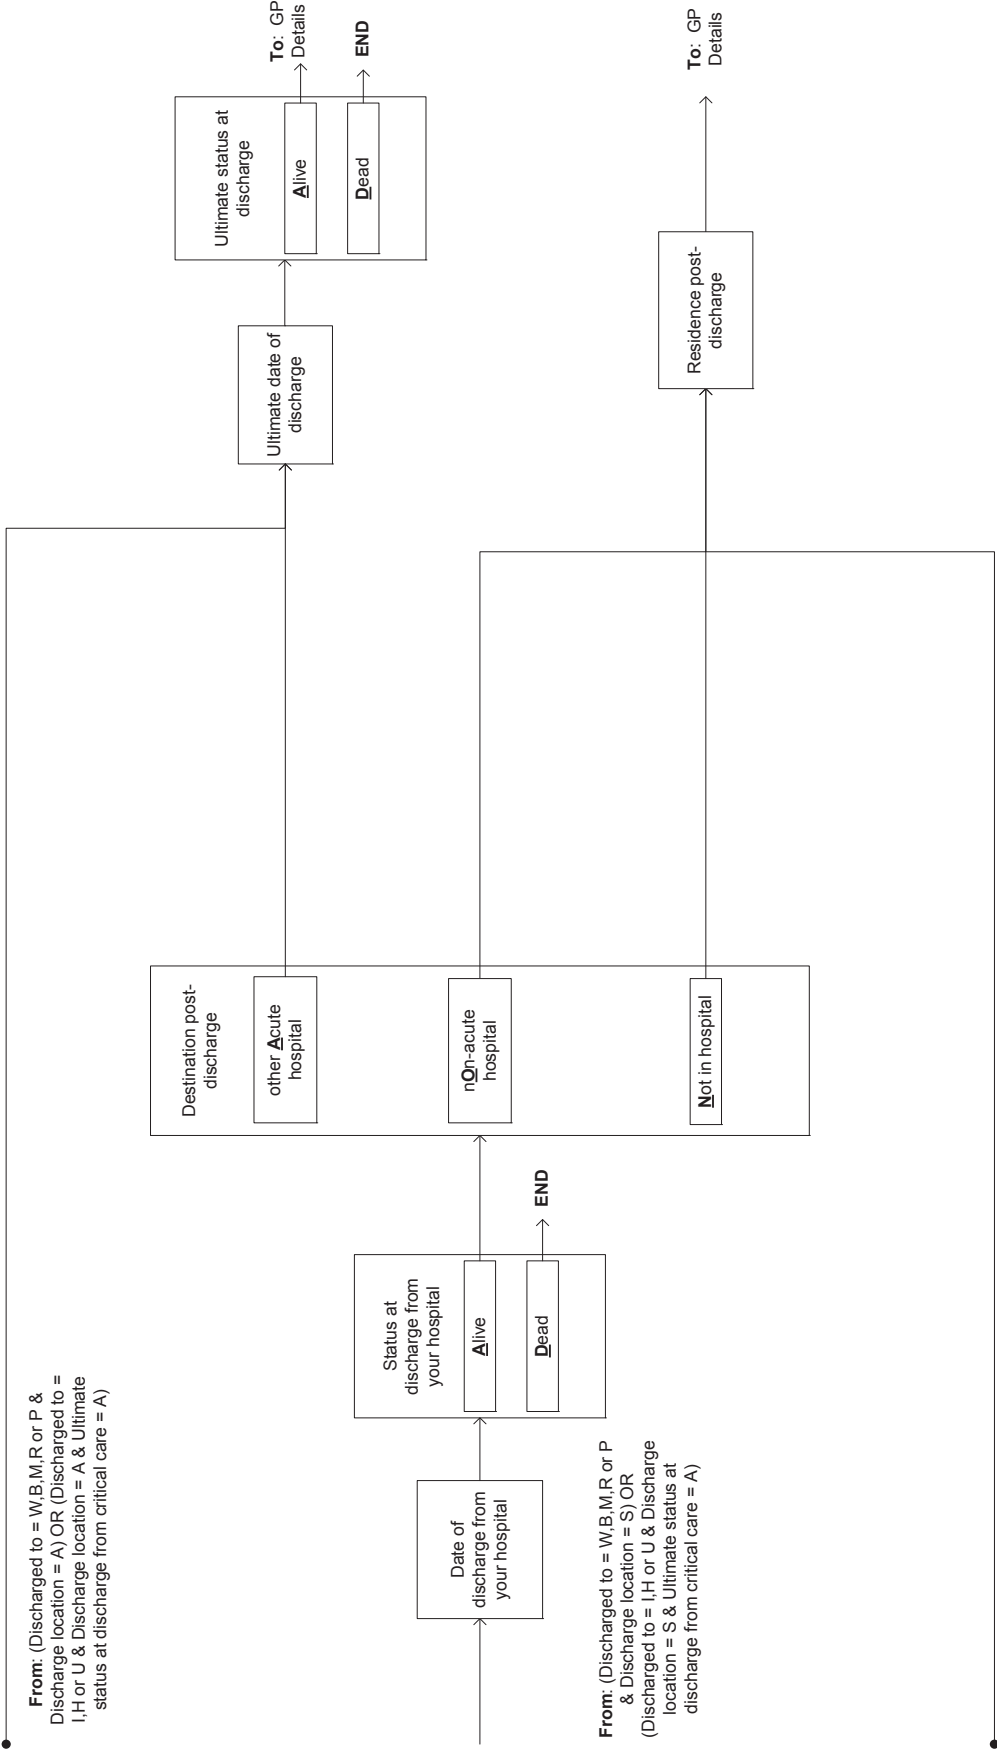 From: (Discharged to = W,B,M,R or P &
Discharge location = A) OR (Discharged to =
I,H or U & Discharge location = A & Ultimate
status at discharge from critical care = A)
From: (Discharged to = W,B,M,R or P
& Discharge location = S) OR
(Discharged to = I,H or U & Discharge
location = S & Ultimate status at
discharge from critical care = A)
Date of
discharge from
your hospital
Status at
discharge from
your hospital
Alive
Dead
END
Destination post-
discharge
other Acute
hospital
nOn-acute
hospital
Not in hospital
Ultimate date of
discharge
Ultimate status at
discharge
Alive
Dead
To: GP
Details
END
Residence post-
discharge
To: GP
Details